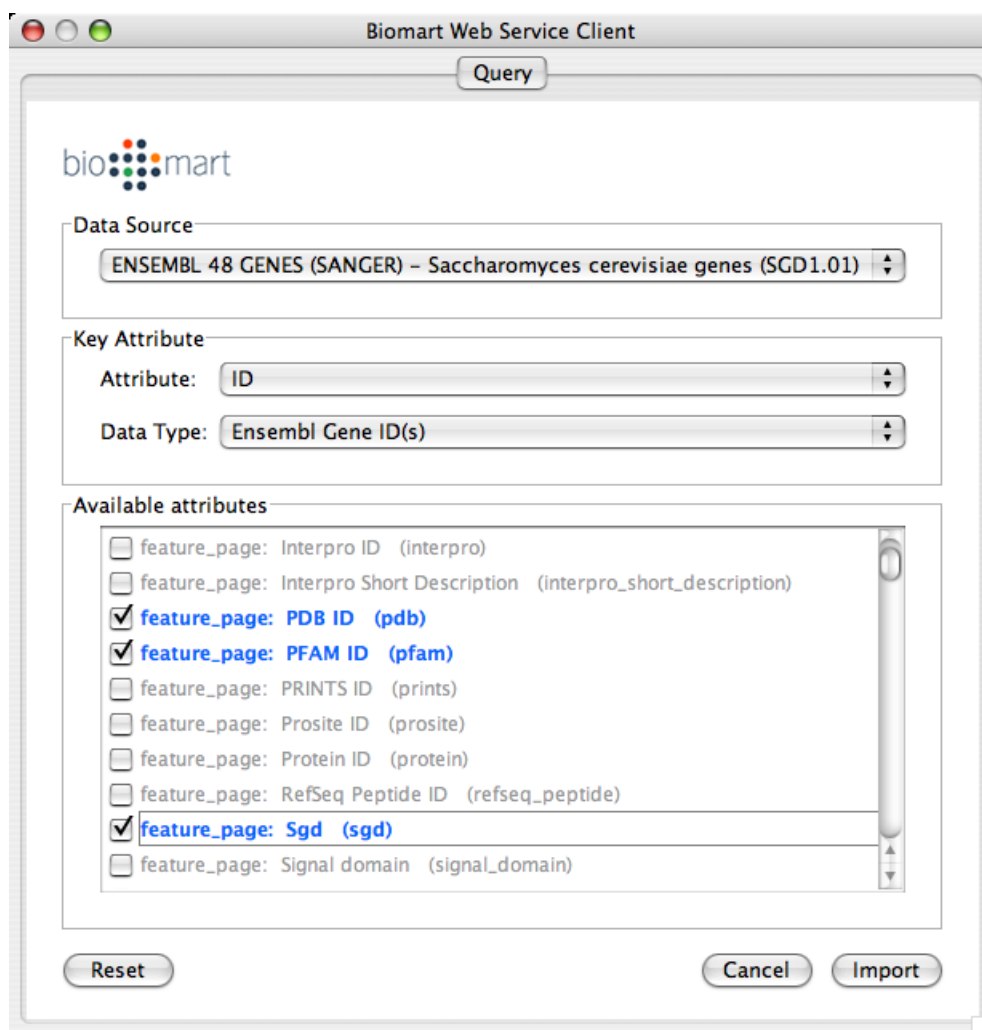 Biomart Web Service Client
Query
bio mart
Data Source
ENSEMBL 48 GENES (SANGER) – Saccharomyces cerevisiae genes (SGD1.01)
Key Attribute
Attribute: ID
Data Type: Ensembl Gene ID(s)
Available attributes
feature_page: Interpro ID (interpro)
feature_page: Interpro Short Description (interpro_short_description)
feature_page: PDB ID (pdb)
feature_page: PFAM ID (pfam)
feature_page: PRINTS ID (prints)
feature_page: Prosite ID (prosite)
feature_page: Protein ID (protein)
feature_page: RefSeq Peptide ID (refseq_peptide)
feature_page: Sgd (sgd)
feature_page: Signal domain (signal_domain)
Reset Cancel Import